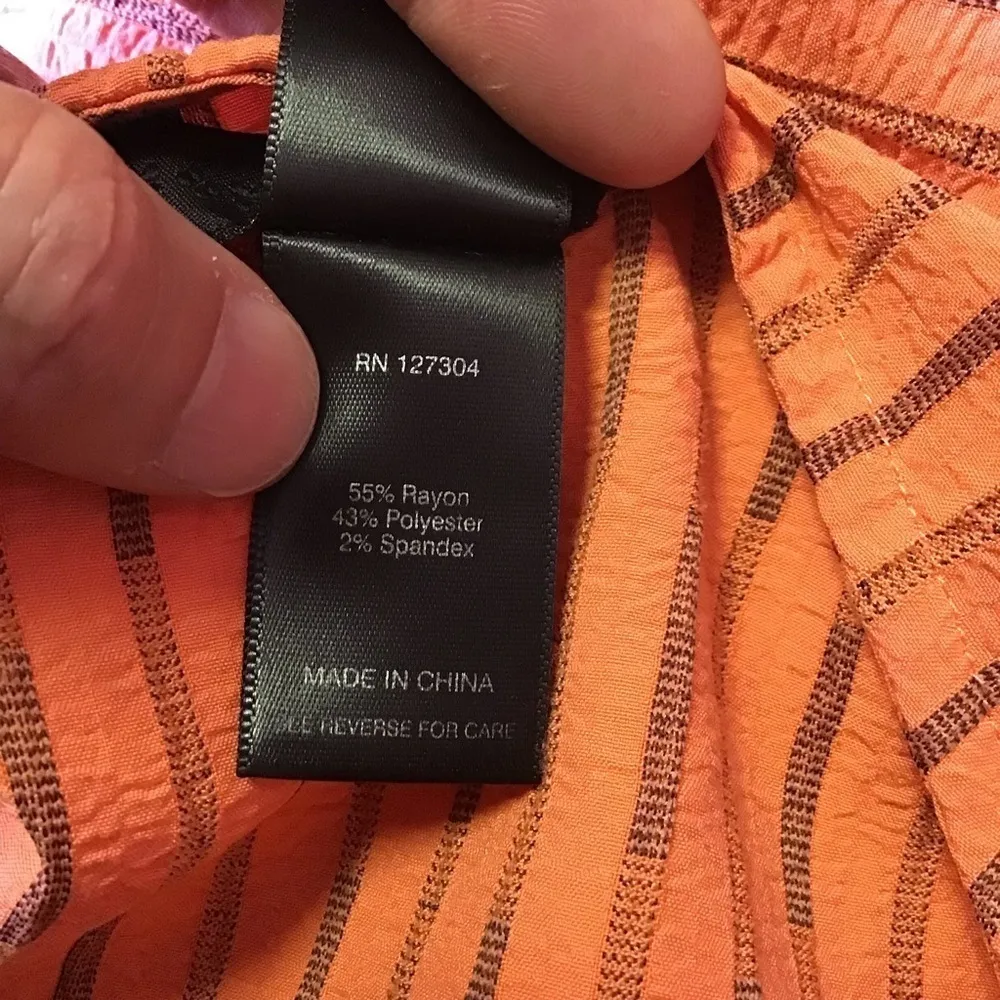 RN 127304
55% Rayon
43% Polyester
2% Spandex
MADE IN CHINA
REVERSE FOR CARE